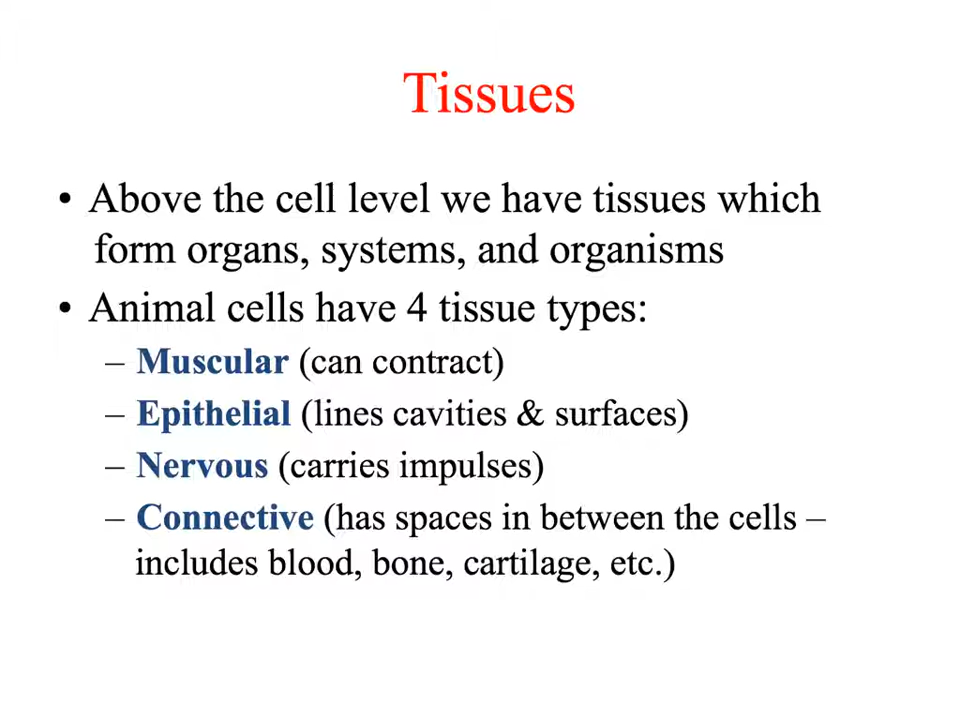 Tissues
• Above the cell level we have tissues which
form organs, systems, and organisms
• Animal cells have 4 tissue types:
– Muscular (can contract)
– Epithelial (lines cavities & surfaces)
– Nervous (carries impulses)
– Connective (has spaces in between the cells –
includes blood, bone, cartilage, etc.)